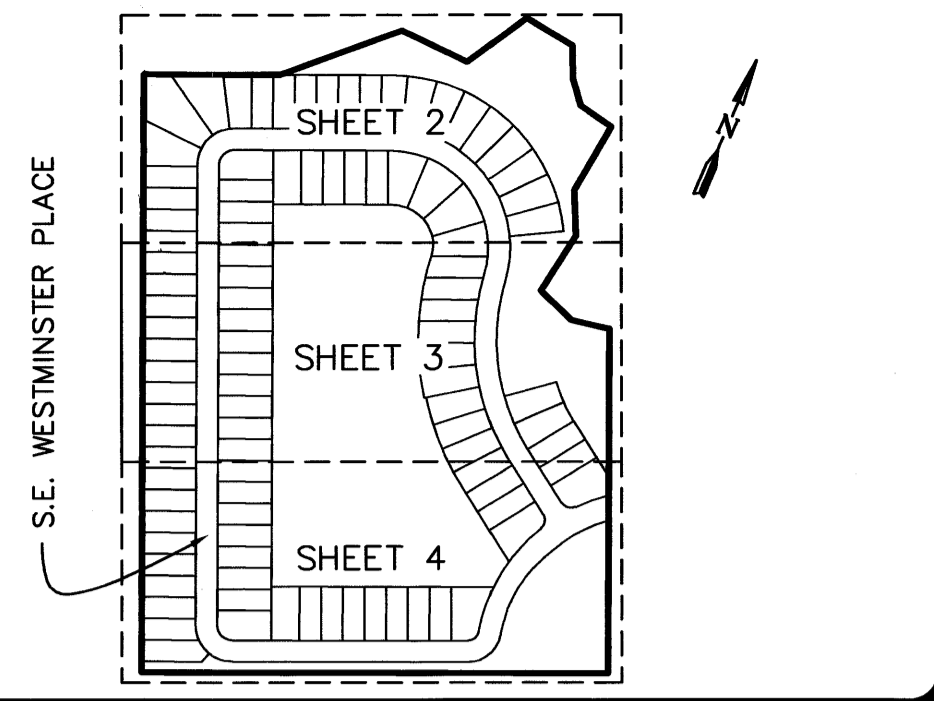 SHEET 2
N
S.E. WESTMINSTER PLACE
SHEET 3
SHEET 4